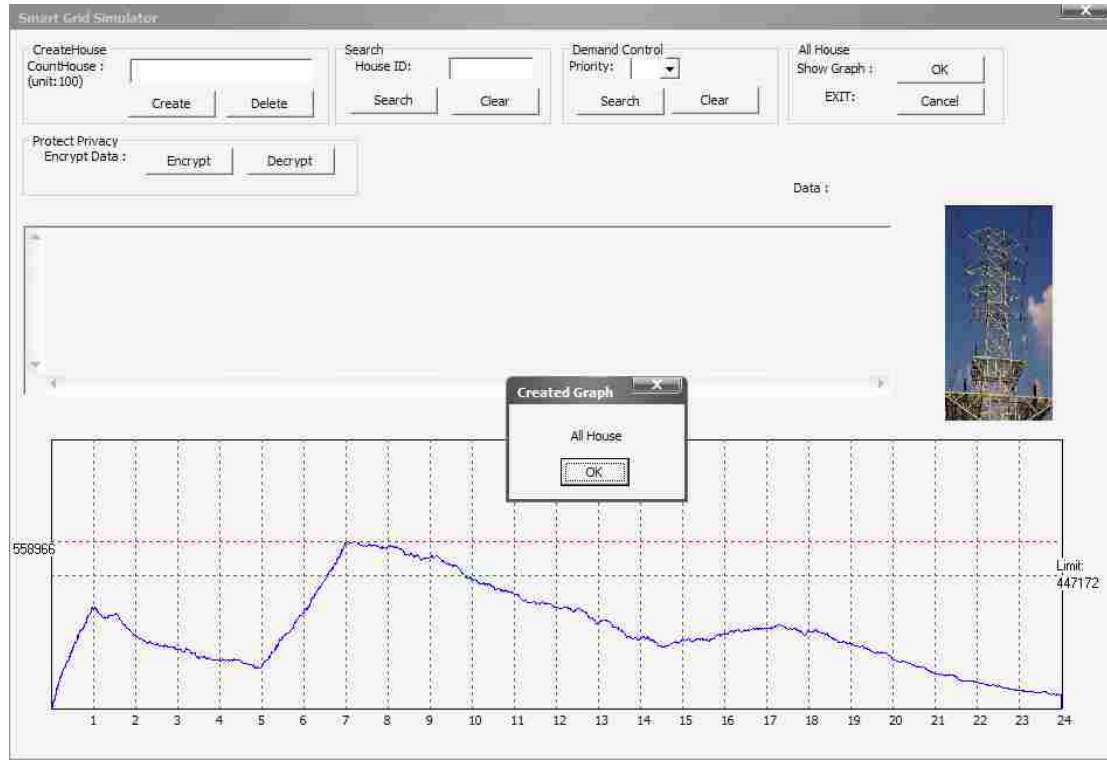 Smart Grid Simulator
CreateHouse
CountHouse :
(unit:100)
Create Delete
Search
House ID:
Search Clear
Demand Control
Priority:
Search Clear
All House
Show Graph : OK
EXIT: Cancel
Protect Privacy
Encrypt Data : Encrypt Decrypt
Data :
Created Graph
All House
OK
558966
Limit:
447172
1 2 3 4 5 6 7 8 9 10 11 12 13 14 15 16 17 18 19 20 21 22 23 24